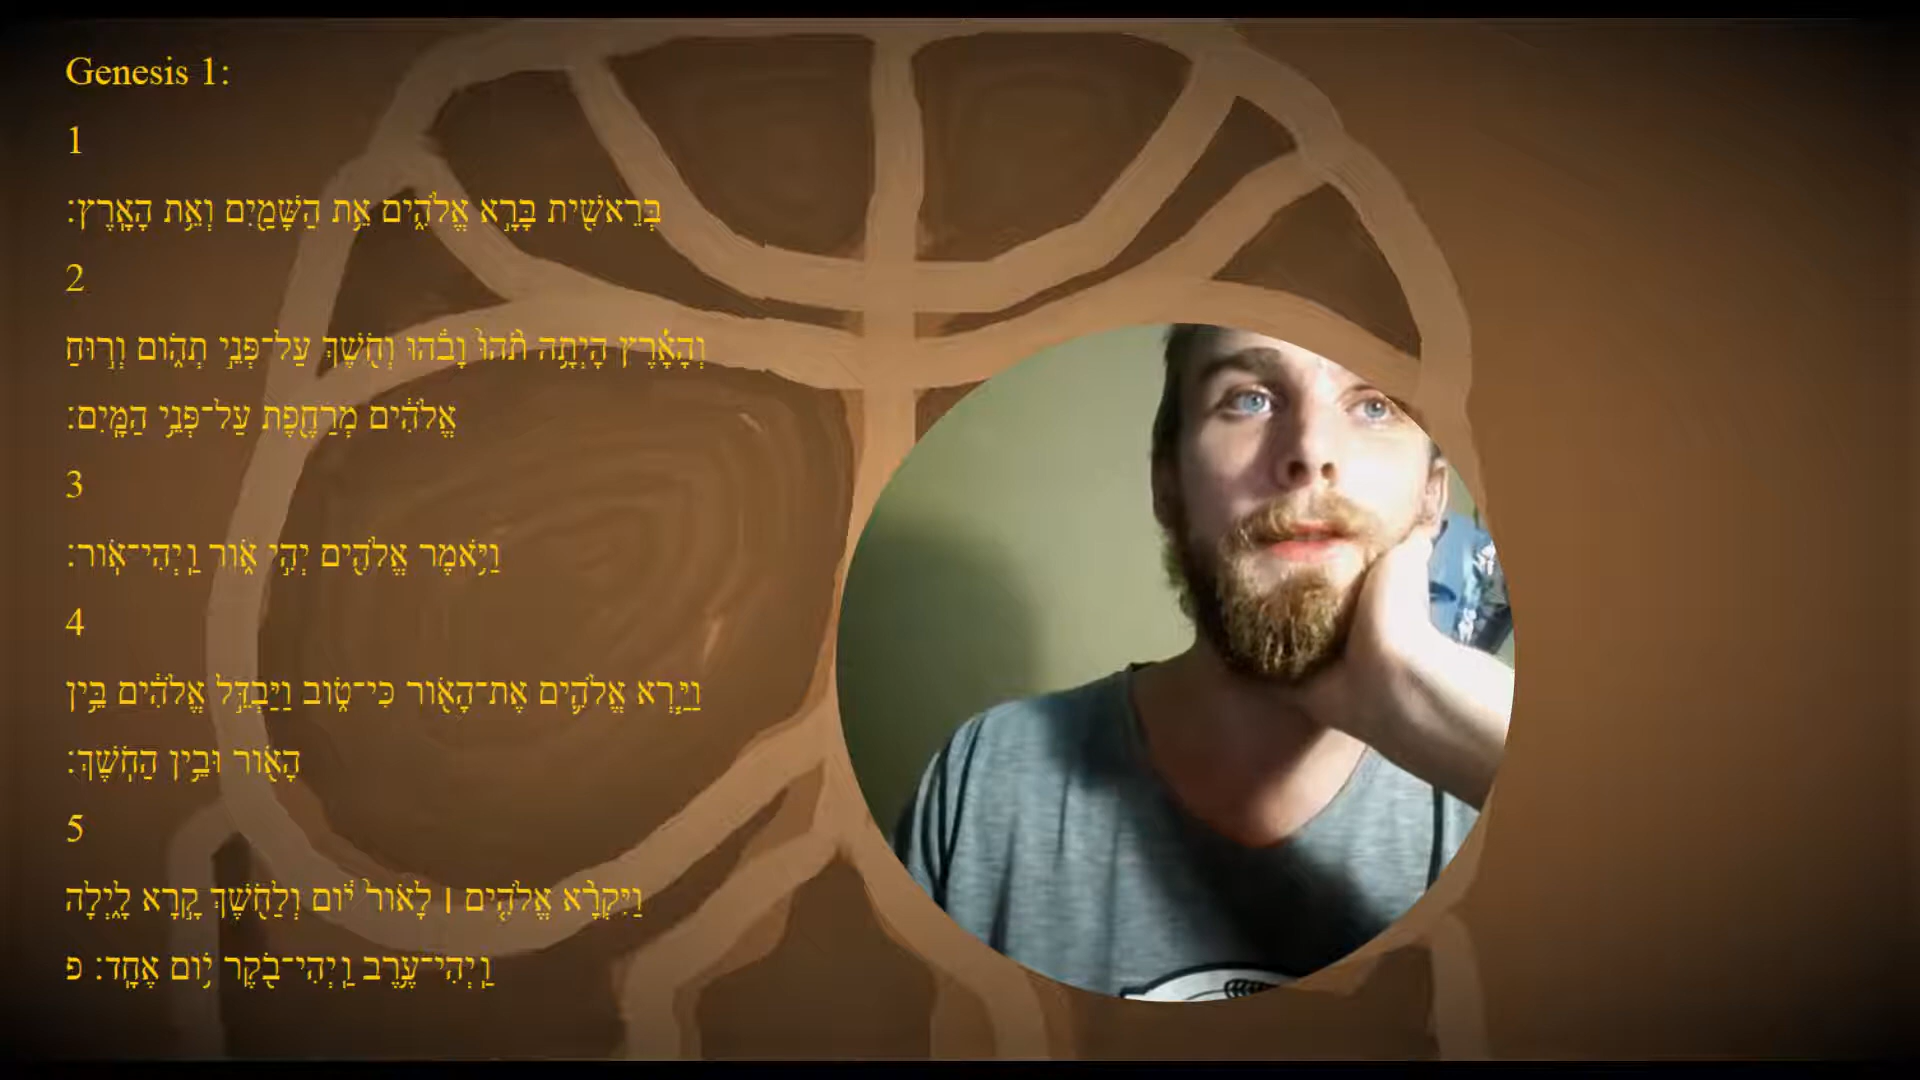 Genesis 1:
1
בְּרֵאשִׁ֖ית בָּרָ֣א אֱלֹהִ֑ים אֵ֥ת הַשָּׁמַ֖יִם וְאֵ֥ת הָאָֽרֶץ׃
2
וְהָאָ֗רֶץ הָיְתָ֥ה תֹ֙הוּ֙ וָבֹ֔הוּ וְחֹ֖שֶׁךְ עַל־פְּנֵ֣י תְה֑וֹם וְר֣וּחַ
אֱלֹהִ֔ים מְרַחֶ֖פֶת עַל־פְּנֵ֥י הַמָּֽיִם׃
3
וַיֹּ֥אמֶר אֱלֹהִ֖ים יְהִ֣י א֑וֹר וַֽיְהִי־אֽוֹר׃
4
וַיַּ֧רְא אֱלֹהִ֛ים אֶת־הָא֖וֹר כִּי־ט֑וֹב וַיַּבְדֵּ֣ל אֱלֹהִ֔ים בֵּ֥ין
הָא֖וֹר וּבֵ֥ין הַחֹֽשֶׁךְ׃
5
וַיִּקְרָ֨א אֱלֹהִ֤ים ׀ לָאוֹר֙ י֔וֹם וְלַחֹ֖שֶׁךְ קָ֣רָא לָ֑יְלָה
וַֽיְהִי־עֶ֥רֶב וַֽיְהִי־בֹ֖קֶר י֥וֹם אֶחָֽד׃ פ